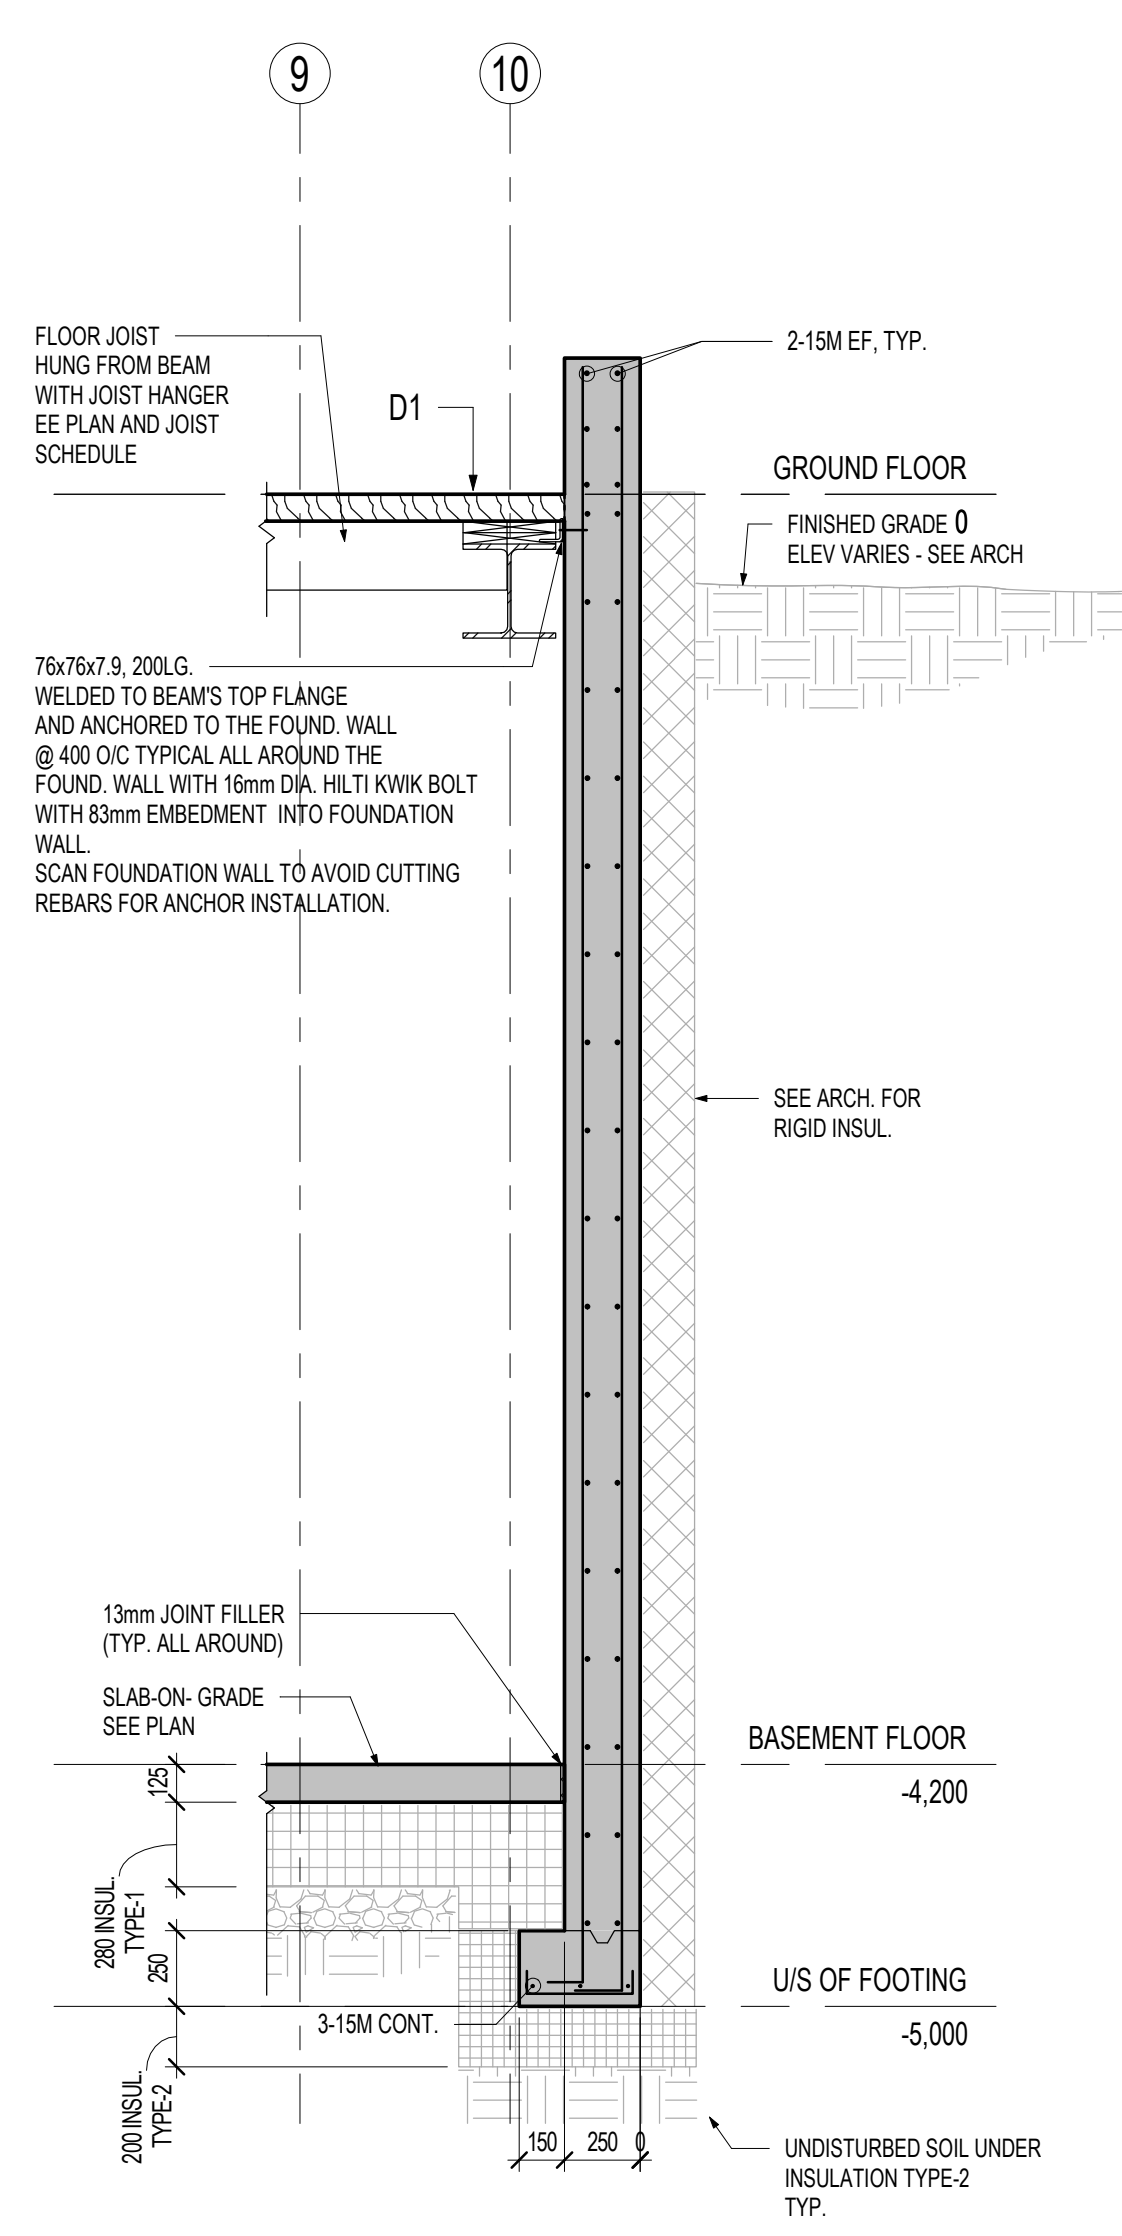 9
10
FLOOR JOIST
HUNG FROM BEAM
WITH JOIST HANGER
EE PLAN AND JOIST
SCHEDULE
D1
2-15M EF, TYP.
GROUND FLOOR
0
FINISHED GRADE
ELEV VARIES - SEE ARCH
76x76x7.9, 200LG.
WELDED TO BEAM'S TOP FLANGE
AND ANCHORED TO THE FOUND. WALL
@ 400 O/C TYPICAL ALL AROUND THE
FOUND. WALL WITH 16mm DIA. HILTI KWIK BOLT
WITH 83mm EMBEDMENT INTO FOUNDATION
WALL.
SCAN FOUNDATION WALL TO AVOID CUTTING
REBARS FOR ANCHOR INSTALLATION.
SEE ARCH. FOR
RIGID INSUL.
13mm JOINT FILLER
(TYP. ALL AROUND)
SLAB-ON- GRADE
SEE PLAN
BASEMENT FLOOR
-4,200
125
280 INSUL.
TYPE-1
250
U/S OF FOOTING
-5,000
3-15M CONT.
200 INSUL.
TYPE-2
150
250
0
UNDISTURBED SOIL UNDER
INSULATION TYPE-2
TYP.